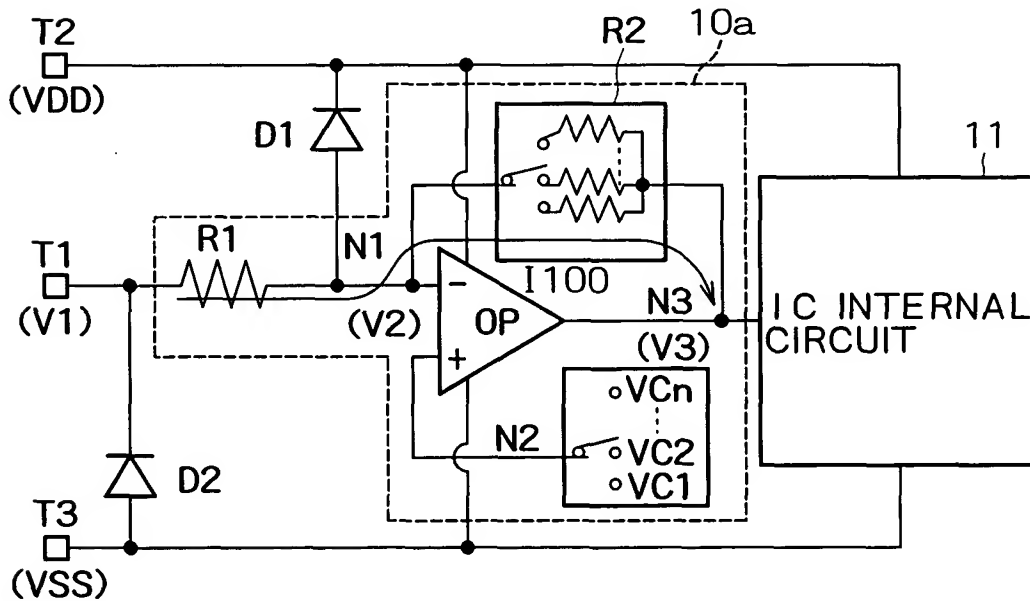 T2
(VDD)
10a
R2
D1
11
R1
N1
T1
(V1)
(V2)
I100
N3
(V3)
OP
−
+
IC INTERNAL
CIRCUIT
N2
VCn
VC2
VC1
D2
T3
(VSS)